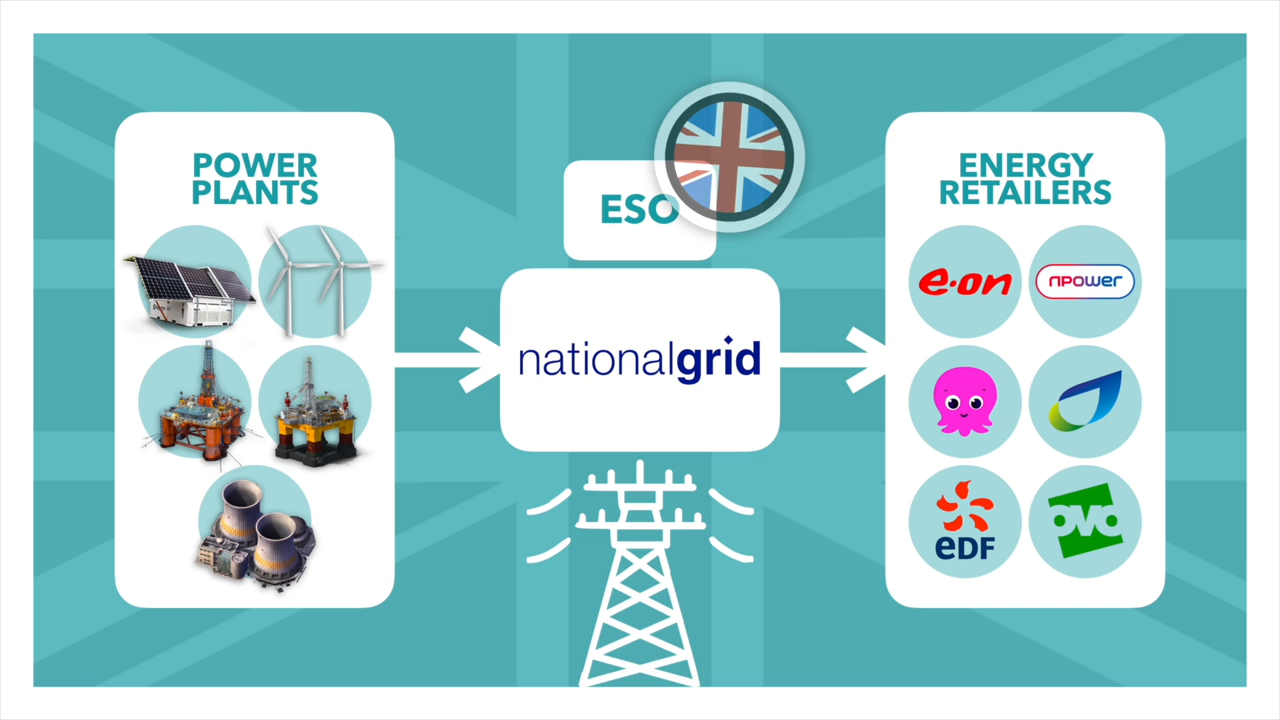 POWER
PLANTS
ESO
nationalgrid
ENERGY
RETAILERS
e·on
npower
eDF
ovo